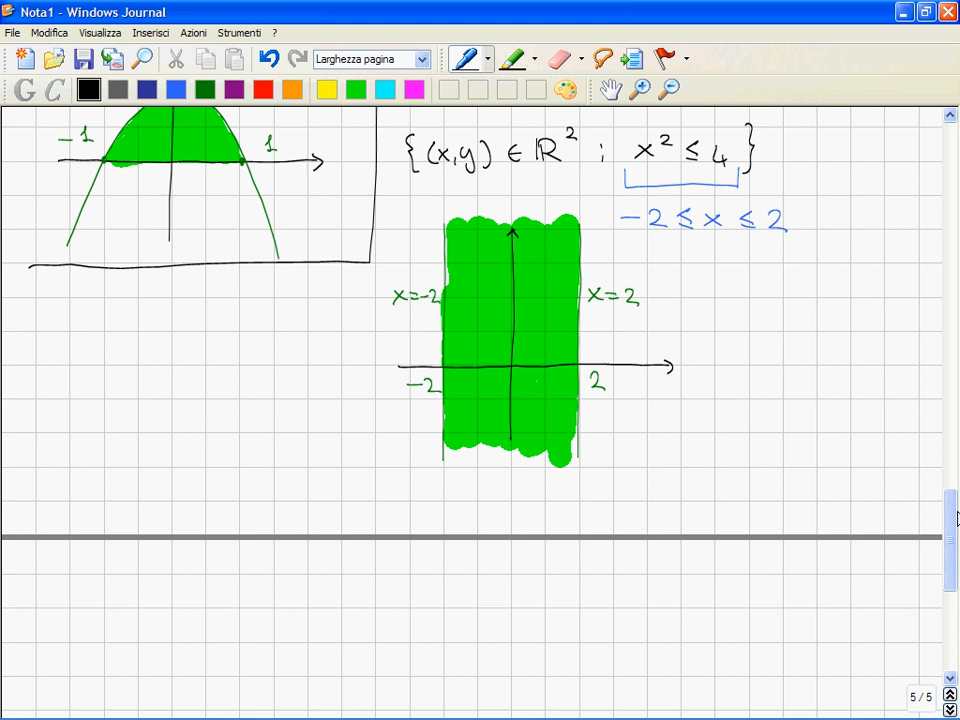 Nota1 - Windows Journal
File Modifica Visualizza Inserisci Azioni Strumenti ?
Larghezza pagina
G C
-1 1
{(x,y) ∈ ℝ² : x² ≤ 4}
-2 ≤ x ≤ 2
x=-2 x=2
-2 2
5 / 5